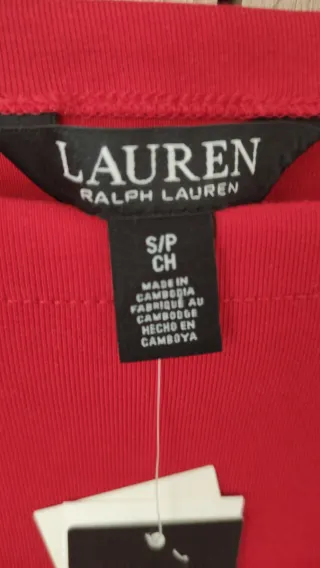 LAUREN
RALPH LAUREN
S/P
CH
MADE IN
CAMBODIA
FABRIQUÉ AU
CAMBODGE
HECHO EN
CAMBOYA